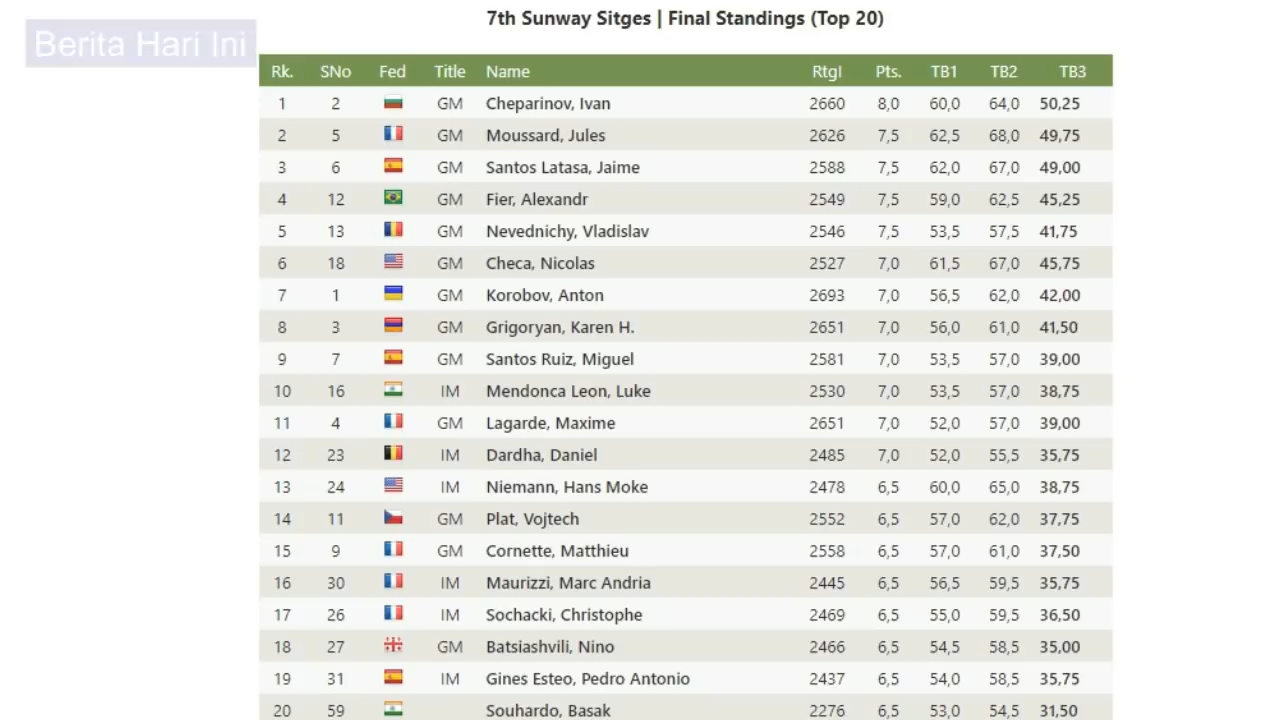 7th Sunway Sitges | Final Standings (Top 20)
Berita Hari Ini
Rk. SNo Fed Title Name RtgI Pts. TB1 TB2 TB3
1 2 GM Cheparinov, Ivan 2660 8,0 60,0 64,0 50,25
2 5 GM Moussard, Jules 2626 7,5 62,5 68,0 49,75
3 6 GM Santos Latasa, Jaime 2588 7,5 62,0 67,0 49,00
4 12 GM Fier, Alexandr 2549 7,5 59,0 62,5 45,25
5 13 GM Nevednichy, Vladislav 2546 7,5 53,5 57,5 41,75
6 18 GM Checa, Nicolas 2527 7,0 61,5 67,0 45,75
7 1 GM Korobov, Anton 2693 7,0 56,5 62,0 42,00
8 3 GM Grigoryan, Karen H. 2651 7,0 56,0 61,0 41,50
9 7 GM Santos Ruiz, Miguel 2581 7,0 53,5 57,0 39,00
10 16 IM Mendonca Leon, Luke 2530 7,0 53,5 57,0 38,75
11 4 GM Lagarde, Maxime 2651 7,0 52,0 57,0 39,00
12 23 IM Dardha, Daniel 2485 7,0 52,0 55,5 35,75
13 24 IM Niemann, Hans Moke 2478 6,5 60,0 65,0 38,75
14 11 GM Plat, Vojtech 2552 6,5 57,0 62,0 37,75
15 9 GM Cornette, Matthieu 2558 6,5 57,0 61,0 37,50
16 30 IM Maurizzi, Marc Andria 2445 6,5 56,5 59,5 35,75
17 26 IM Sochacki, Christophe 2469 6,5 55,0 59,5 36,50
18 27 GM Batsiashvili, Nino 2466 6,5 54,5 58,5 35,00
19 31 IM Gines Esteo, Pedro Antonio 2437 6,5 54,0 58,5 35,75
20 59 Souhardo, Basak 2276 6,5 53,0 54,5 31,50